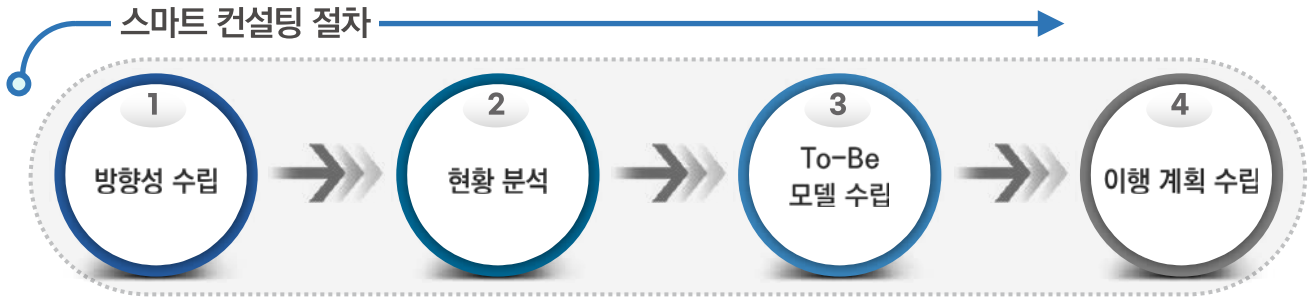 스마트 컨설팅 절차
1
방향성 수립
2
현황 분석
3
To-Be
모델 수립
4
이행 계획 수립